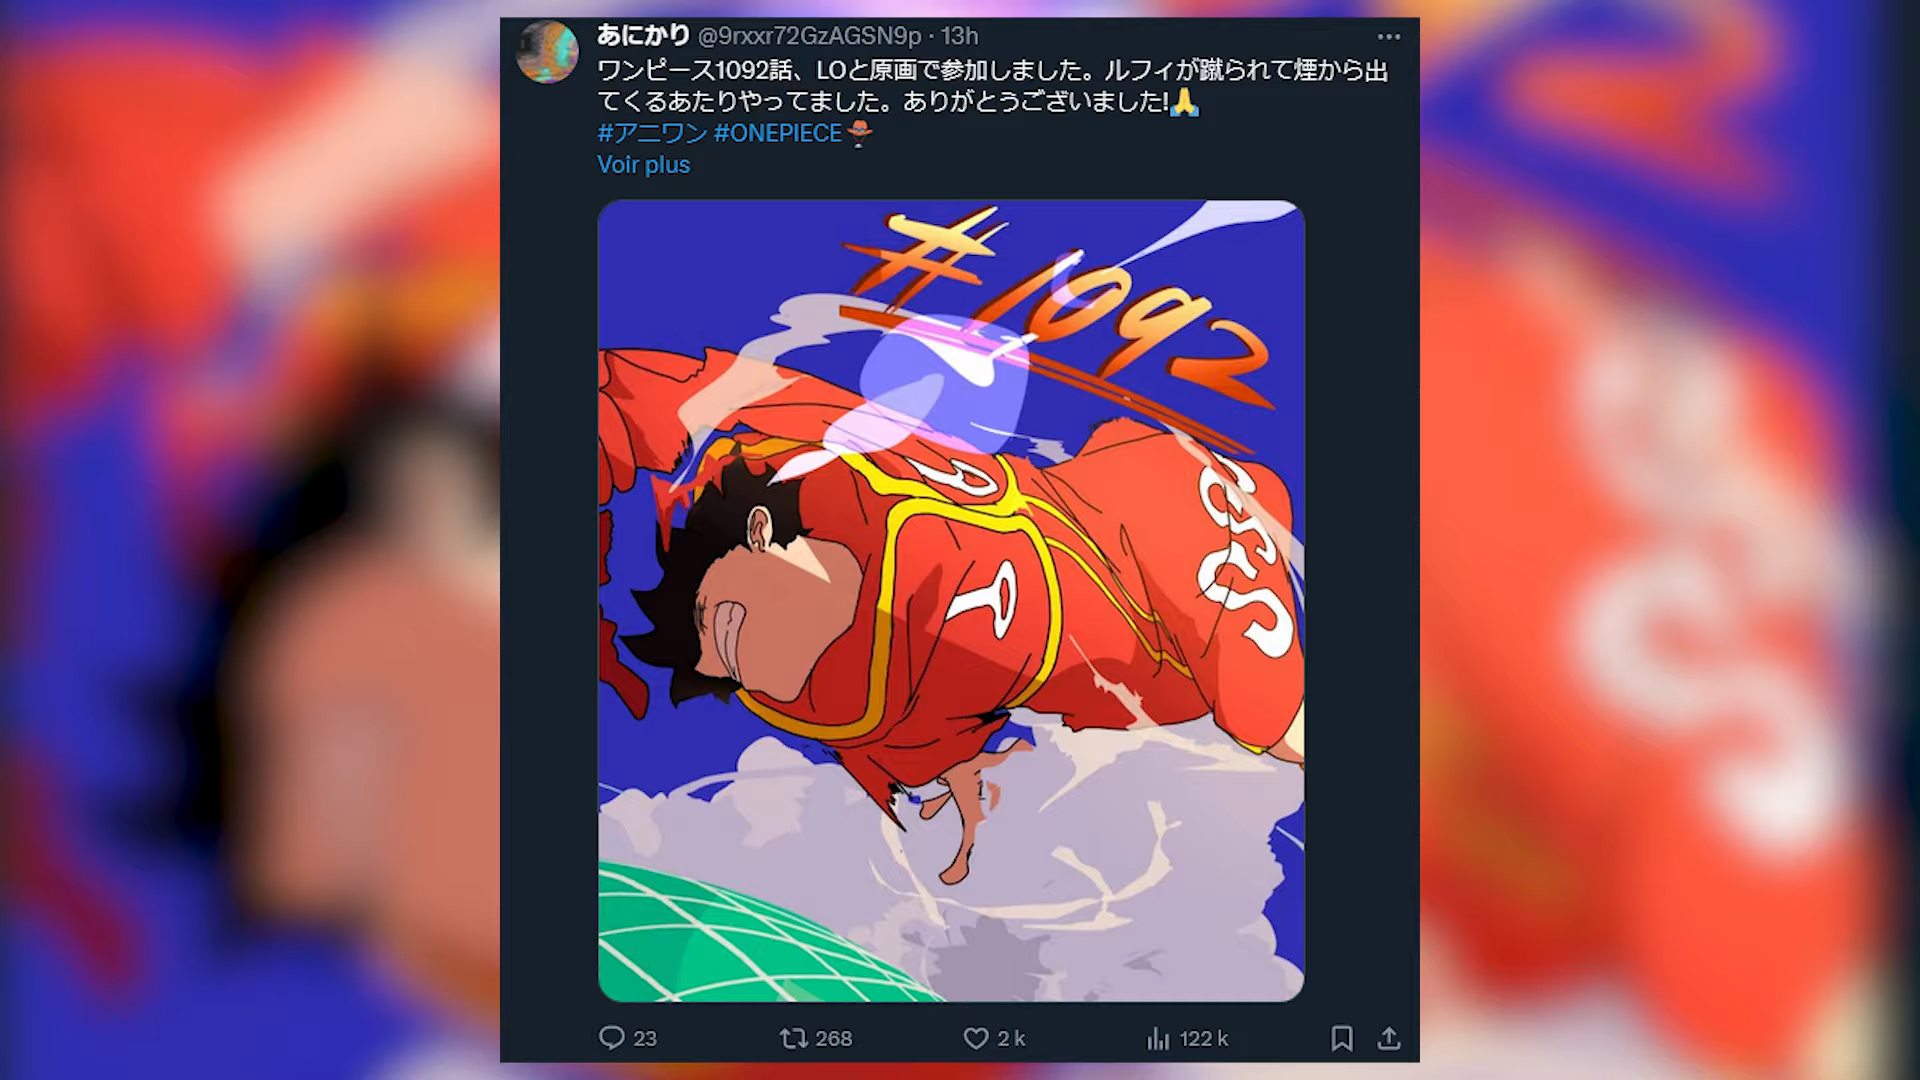 あにかり @9rxxr72GzAGSN9p · 13h
ワンピース1092話、LOと原画で参加しました。ルフィが蹴られて煙から出
てくるあたりやってました。ありがとうございました!🙏
#アニワン #ONEPIECE
Voir plus
#1092
23 268 2 k 122 k